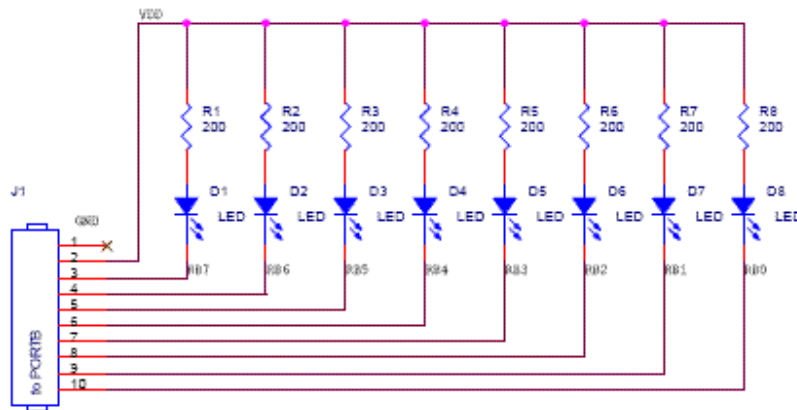 VDD
R1 R2 R3 R4 R5 R6 R7 R8
200 200 200 200 200 200 200 200
J1 D1 D2 D3 D4 D5 D6 D7 D8
LED LED LED LED LED LED LED LED
GND
1
2
3 RB7 RB6 RB5 RB4 RB3 RB2 RB1 RB0
4
5
6
7
8
9
10
to PORTB